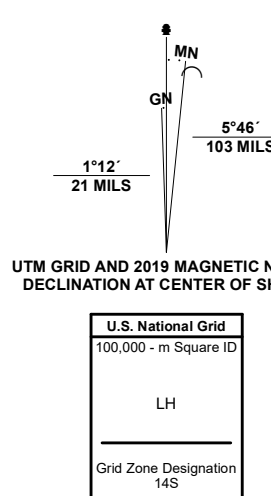 MN
GN
5°46´
103 MILS
1°12´
21 MILS
UTM GRID AND 2019 MAGNETIC N
DECLINATION AT CENTER OF SH
U.S. National Grid
100,000 - m Square ID
LH
Grid Zone Designation
14S